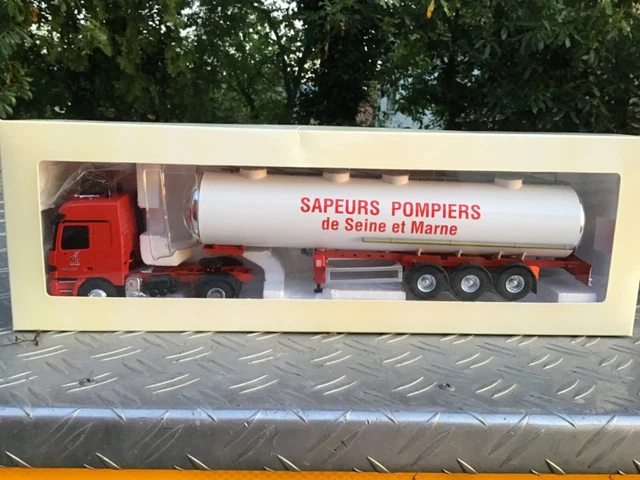 SAPEURS POMPIERS
de Seine et Marne